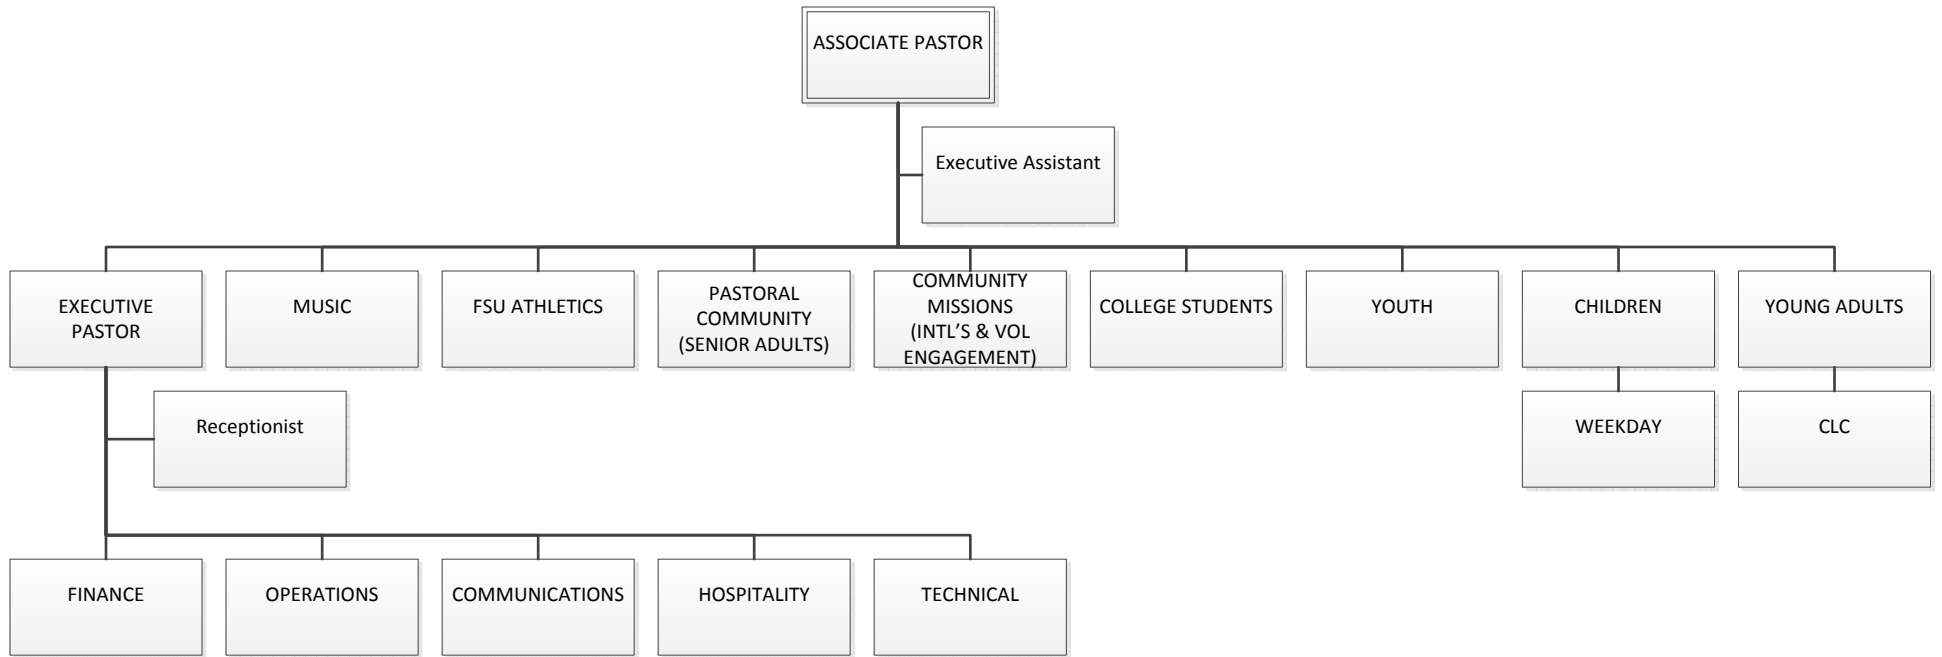 ASSOCIATE PASTOR
Executive Assistant
EXECUTIVE
PASTOR
MUSIC
FSU ATHLETICS
PASTORAL
COMMUNITY
(SENIOR ADULTS)
COMMUNITY
MISSIONS
(INTL’S & VOL
ENGAGEMENT)
COLLEGE STUDENTS
YOUTH
CHILDREN
YOUNG ADULTS
Receptionist
WEEKDAY
CLC
FINANCE
OPERATIONS
COMMUNICATIONS
HOSPITALITY
TECHNICAL